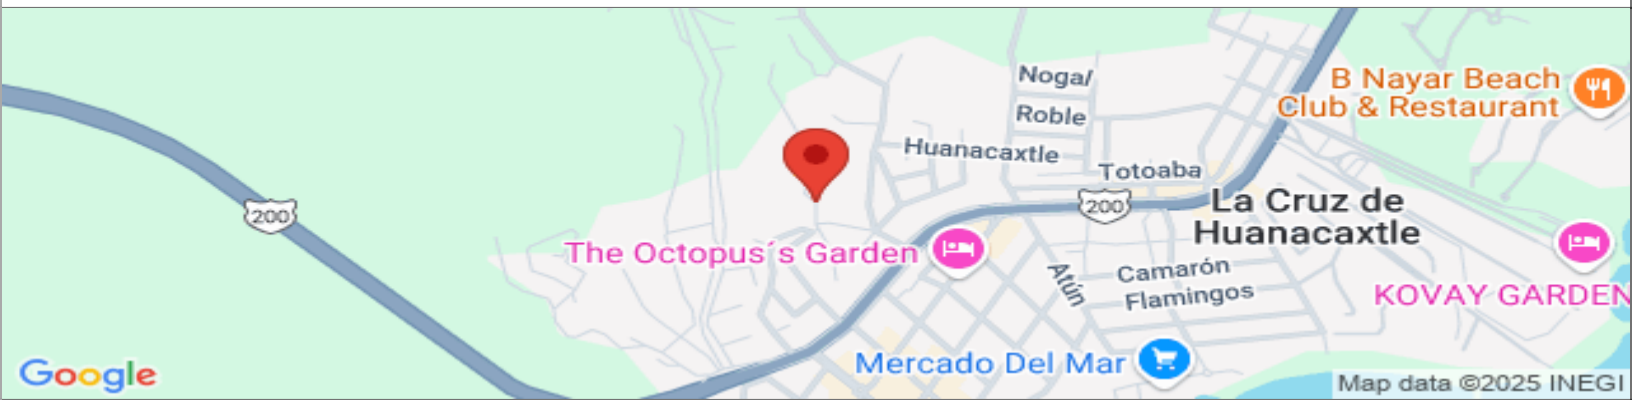 Nogal
Roble
B Nayar Beach
Club & Restaurant
Huanacaxtle
Totoaba
200
200
La Cruz de
Huanacaxtle
The Octopus´s Garden
Camarón
Atún
Flamingos
KOVAY GARDEN
Mercado Del Mar
Google
Map data ©2025 INEGI